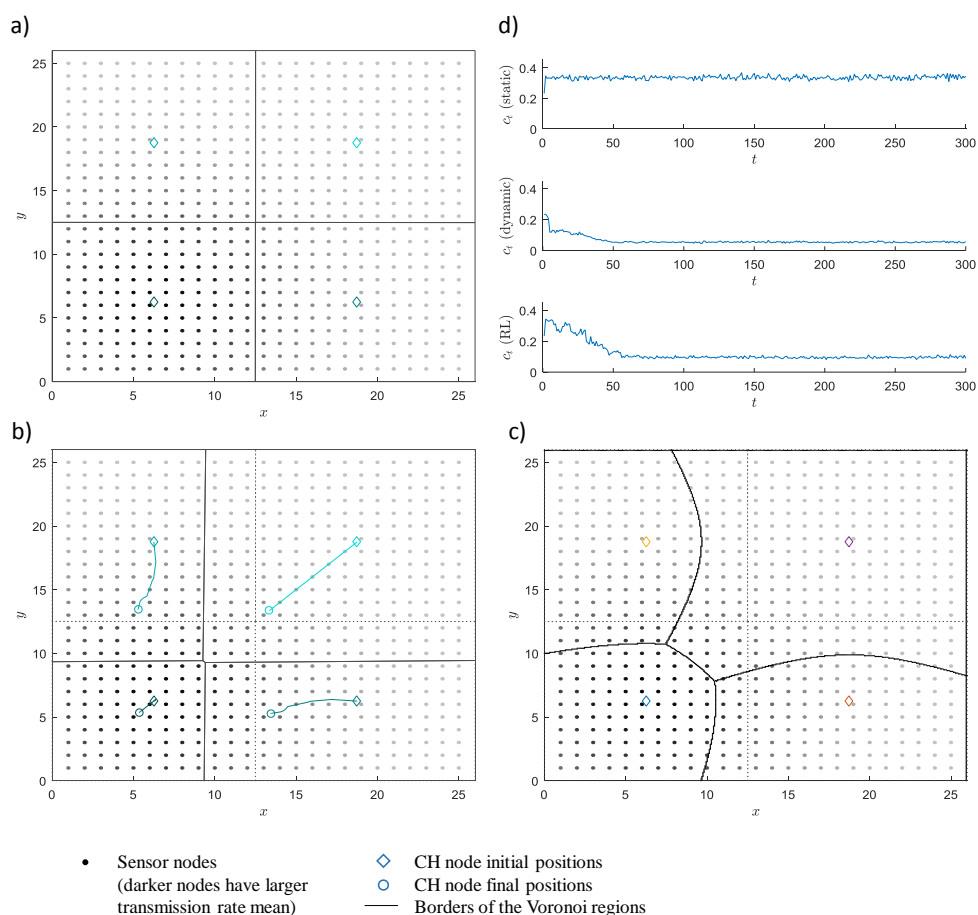 a)
25
20
15
10
5
0
y
0 5 10 15 20 25
x
d)
0.4
0.2
0
c_t (static)
0 50 100 150 200 250 300
t
0.4
0.2
0
c_t (dynamic)
0 50 100 150 200 250 300
t
0.4
0.2
0
c_t (RL)
0 50 100 150 200 250 300
t
b)
25
20
15
10
5
0
y
0 5 10 15 20 25
x
c)
25
20
15
10
5
0
y
0 5 10 15 20 25
x
Sensor nodes
(darker nodes have larger
transmission rate mean)
CH node initial positions
CH node final positions
Borders of the Voronoi regions